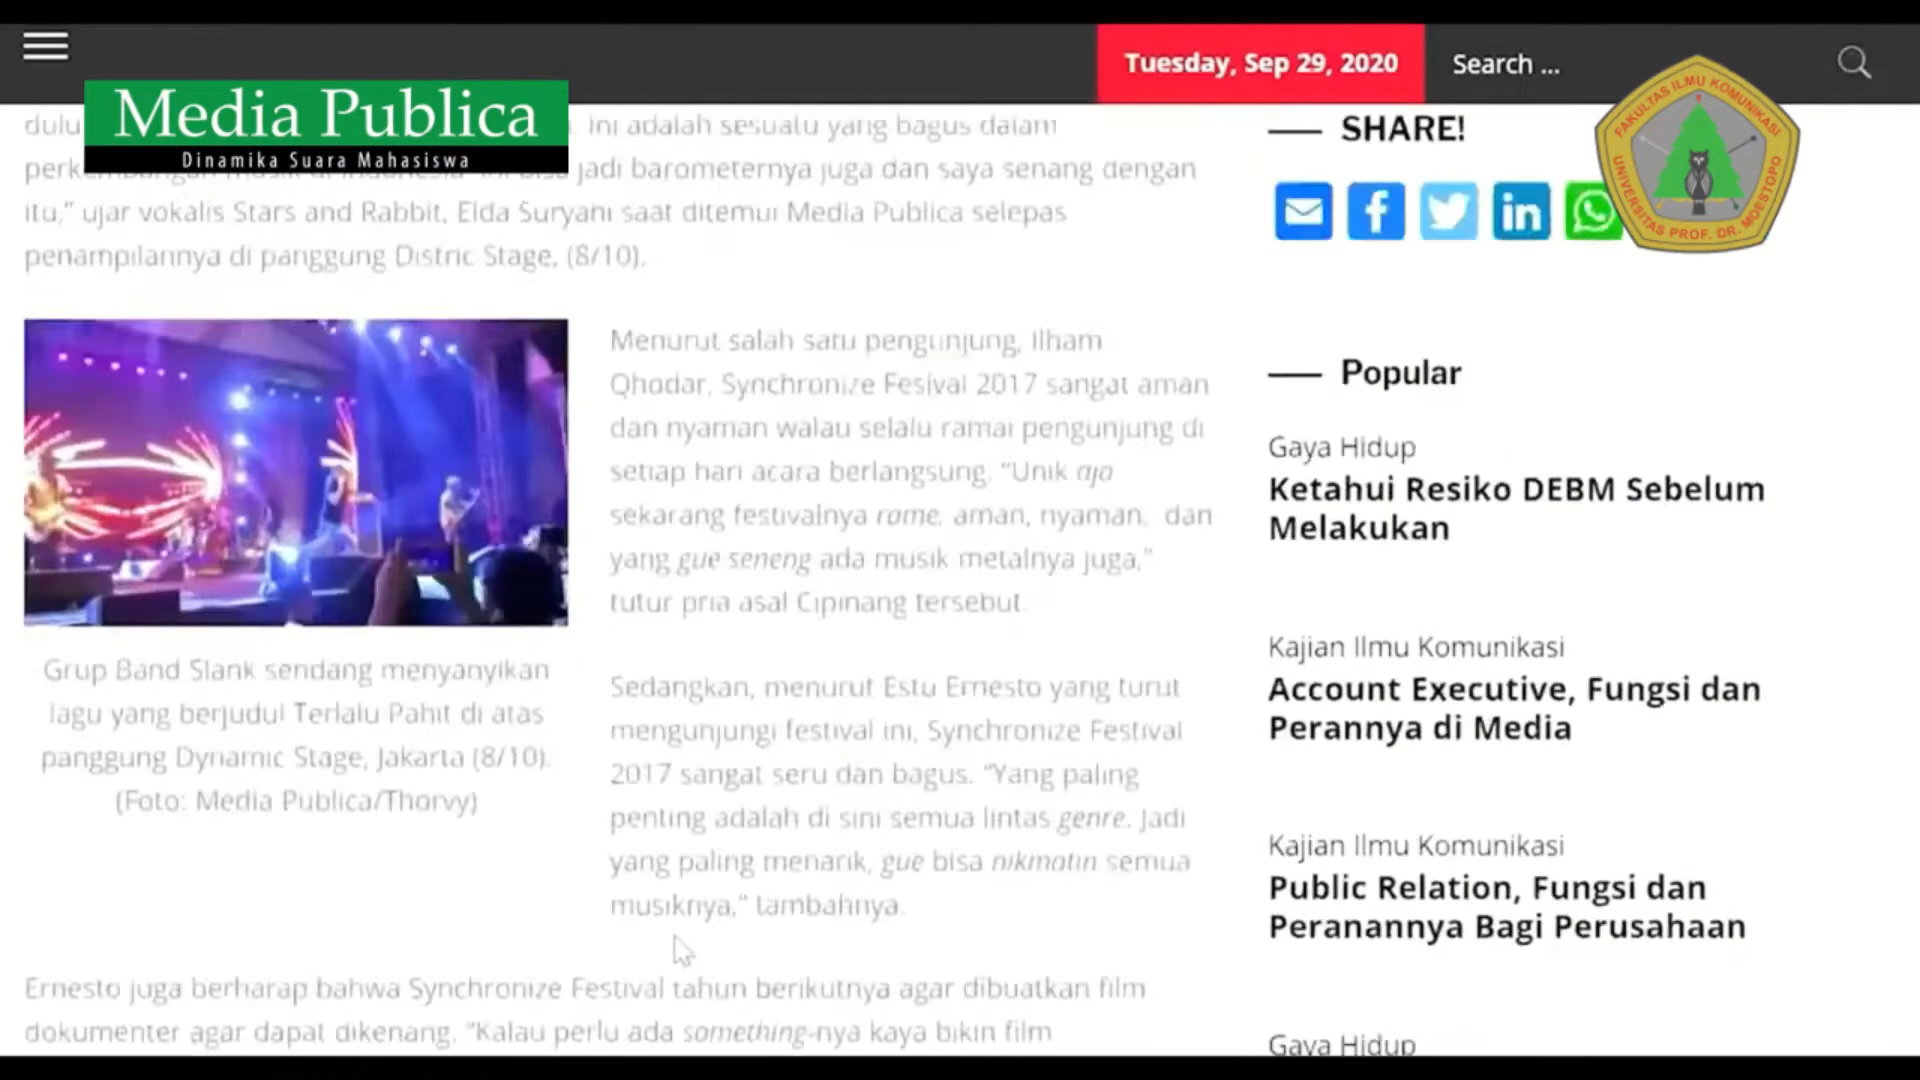 Tuesday, Sep 29, 2020
Search ...
Media Publica
Dinamika Suara Mahasiswa
FAKULTAS ILMU KOMUNIKASI
UNIVERSITAS PROF. DR. MOESTOPO
dulu
Ini adalah sesuatu yang bagus dalam
jadi barometernya juga dan saya senang dengan
itu,” ujar vokalis Stars and Rabbit, Elda Suryani saat ditemui Media Publica selepas
penampilannya di panggung Distric Stage, (8/10).
Menurut salah satu pengunjung, Ilham
Qhodar, Synchronize Fesival 2017 sangat aman
dan nyaman walau selalu ramai pengunjung di
setiap hari acara berlangsung. “Unik aja
sekarang festivalnya rame, aman, nyaman, dan
yang gue seneng ada musik metalnya juga,”
tutur pria asal Cipinang tersebut.
Grup Band Slank sendang menyanyikan
lagu yang berjudul Terlalu Pahit di atas
panggung Dynamic Stage, Jakarta (8/10).
(Foto: Media Publica/Thorvy)
Sedangkan, menurut Estu Ernesto yang turut
mengunjungi festival ini, Synchronize Festival
2017 sangat seru dan bagus. “Yang paling
penting adalah di sini semua lintas genre. Jadi
yang paling menarik, gue bisa nikmatin semua
musiknya,” tambahnya.
Ernesto juga berharap bahwa Synchronize Festival tahun berikutnya agar dibuatkan film
dokumenter agar dapat dikenang. “Kalau perlu ada something-nya kaya bikin film
SHARE!
Popular
Gaya Hidup
Ketahui Resiko DEBM Sebelum
Melakukan
Kajian Ilmu Komunikasi
Account Executive, Fungsi dan
Perannya di Media
Kajian Ilmu Komunikasi
Public Relation, Fungsi dan
Peranannya Bagi Perusahaan
Gaya Hidup